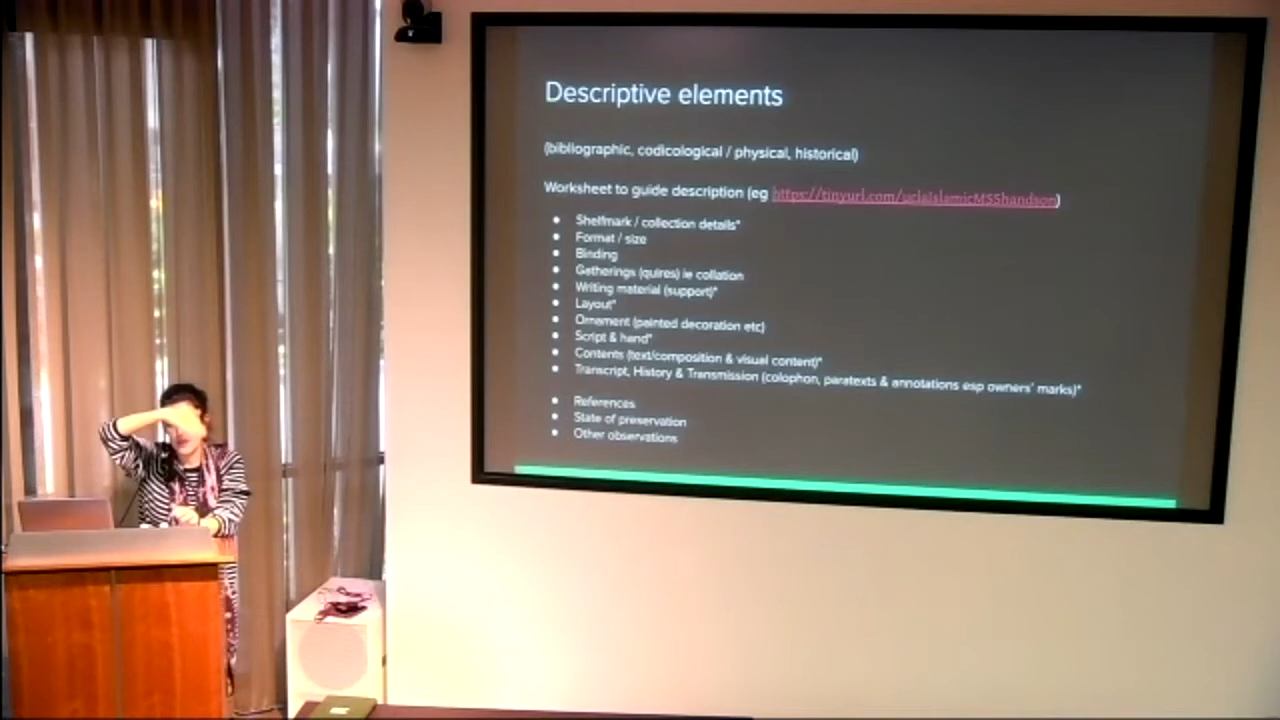 Descriptive elements
(bibliographic, codicological / physical, historical)
Worksheet to guide description (eg https://tinyurl.com/uclaIslamicMSShandson)
• Shelfmark / collection details*
• Format / size
• Binding
• Gatherings (quires) ie collation
• Writing material (support)*
• Layout*
• Ornament (painted decoration etc)
• Script & hand*
• Contents (text/composition & visual content)*
• Transcript, History & Transmission (colophon, paratexts & annotations esp owners' marks)*
• References
• State of preservation
• Other observations